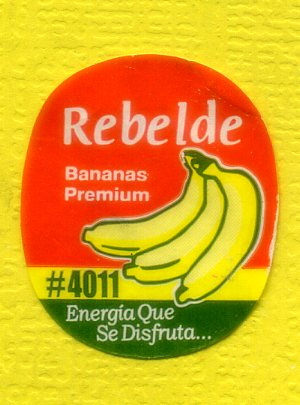 Rebelde
Bananas
Premium
#4011
Energía Que
Se Disfruta...